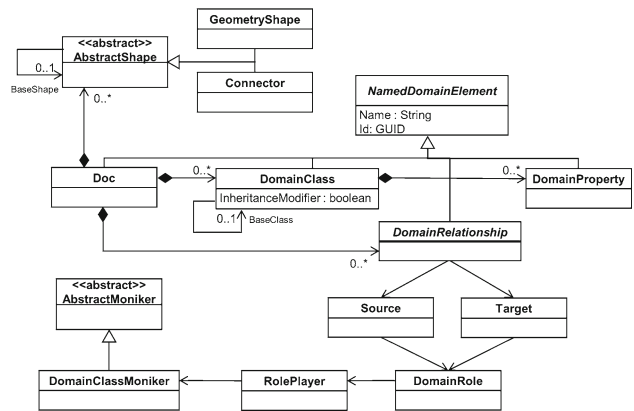 GeometryShape
<<abstract>>
AbstractShape
0..1
BaseShape
Connector
0..*
NamedDomainElement
Name : String
Id: GUID
Doc
0..*
DomainClass
InheritanceModifier : boolean
0..1
BaseClass
0..*
DomainProperty
DomainRelationship
0..*
<<abstract>>
AbstractMoniker
Source
Target
DomainClassMoniker
RolePlayer
DomainRole